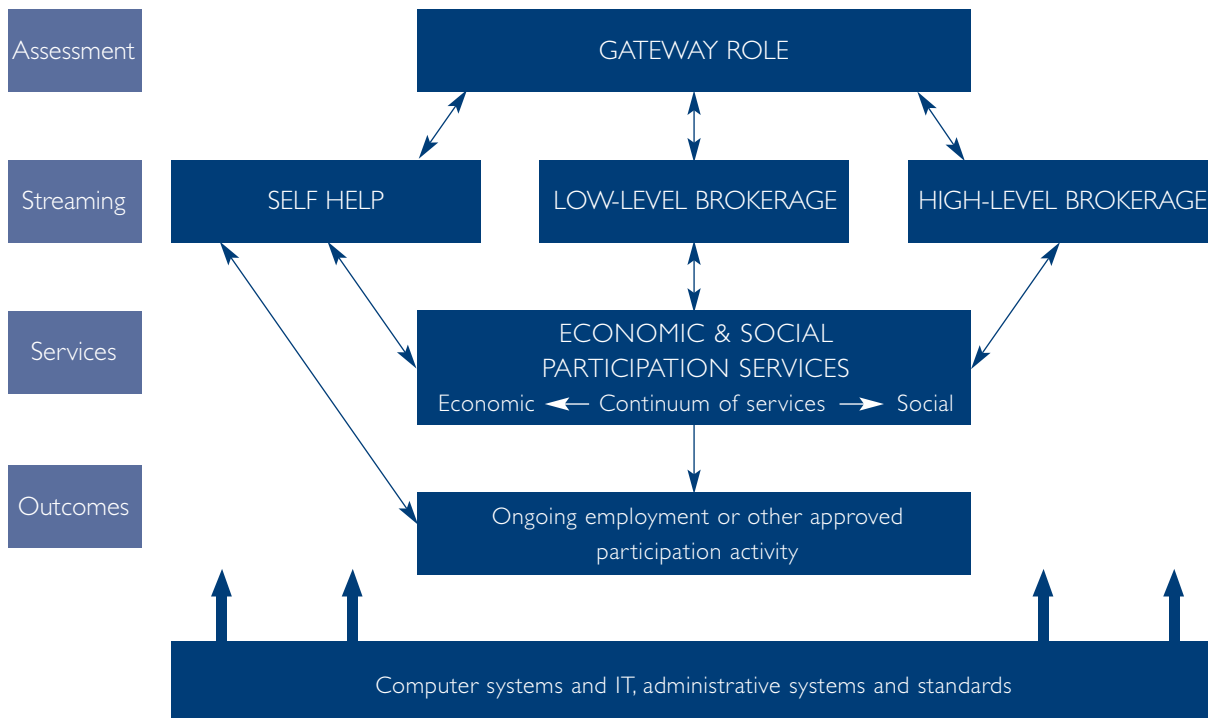 Assessment
GATEWAY ROLE
Streaming
SELF HELP
LOW-LEVEL BROKERAGE
HIGH-LEVEL BROKERAGE
Services
ECONOMIC & SOCIAL
PARTICIPATION SERVICES
Economic Continuum of services Social
Outcomes
Ongoing employment or other approved
participation activity
Computer systems and IT, administrative systems and standards